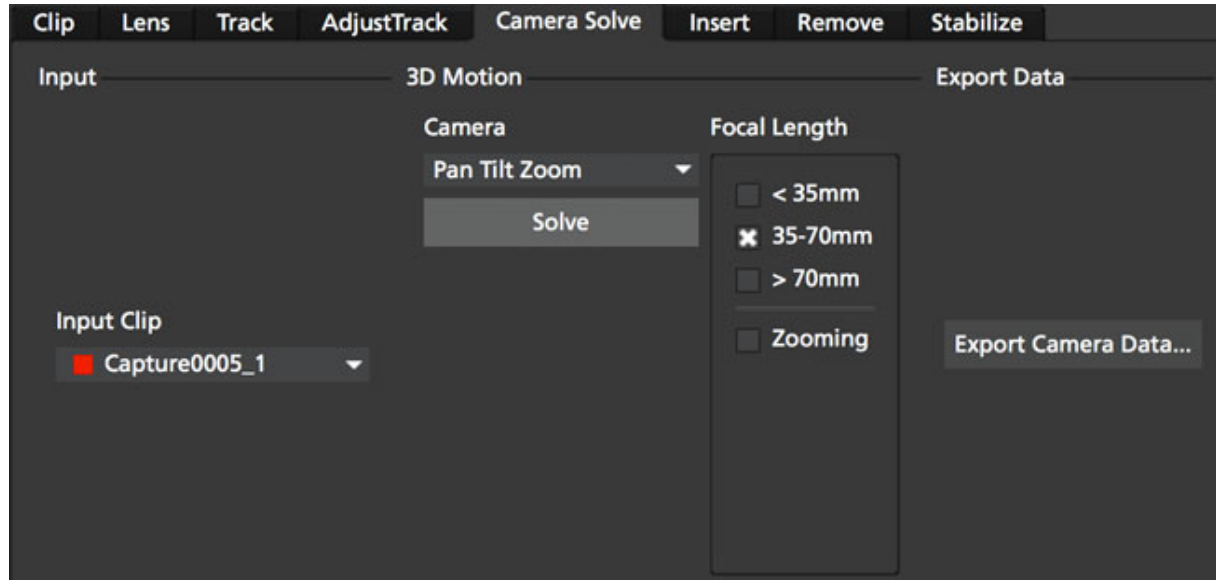 Clip Lens Track AdjustTrack Camera Solve Insert Remove Stabilize
Input
3D Motion
Export Data
Camera
Focal Length
Pan Tilt Zoom
Solve
< 35mm
35-70mm
> 70mm
Zooming
Input Clip
Capture0005_1
Export Camera Data...